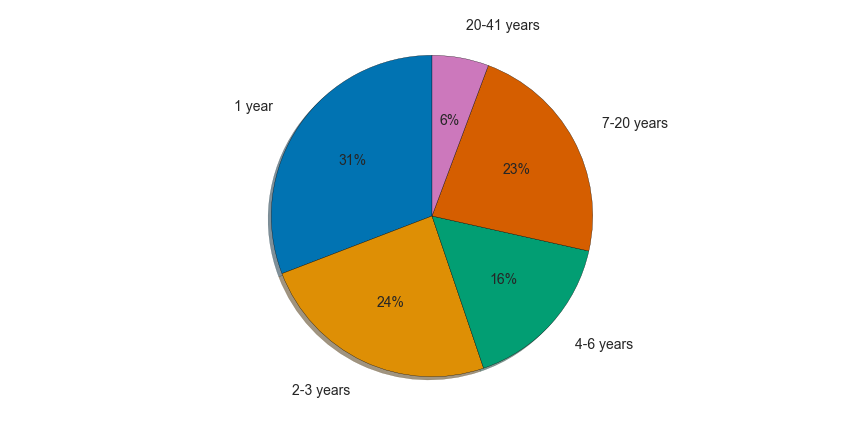 20-41 years
1 year
7-20 years
6%
31%
23%
16%
24%
4-6 years
2-3 years